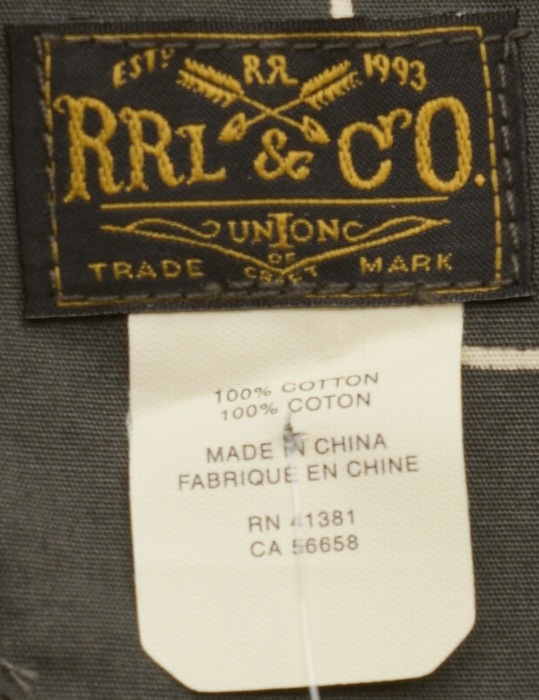 ESTD RRL 1993
RRL & CO.
UNION
OF
CRAFT
TRADE MARK
100% COTTON
100% COTON
MADE IN CHINA
FABRIQUÉ EN CHINE
RN 41381
CA 56658